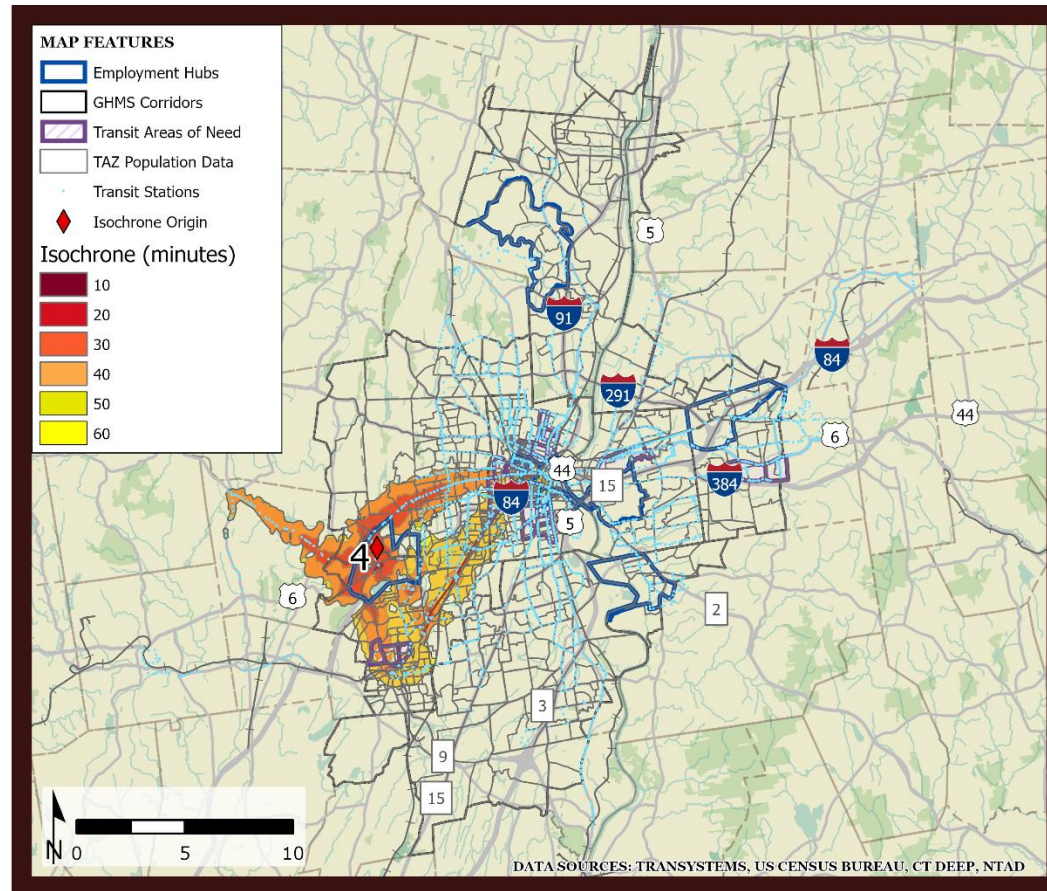 MAP FEATURES
Employment Hubs
GHMS Corridors
Transit Areas of Need
TAZ Population Data
Transit Stations
Isochrone Origin
Isochrone (minutes)
10
20
30
40
50
60
5
91
84
291
44
6
44
15
384
84
5
4
6
2
3
9
15
N
0 5 10
DATA SOURCES: TRANSYSTEMS, US CENSUS BUREAU, CT DEEP, NTAD